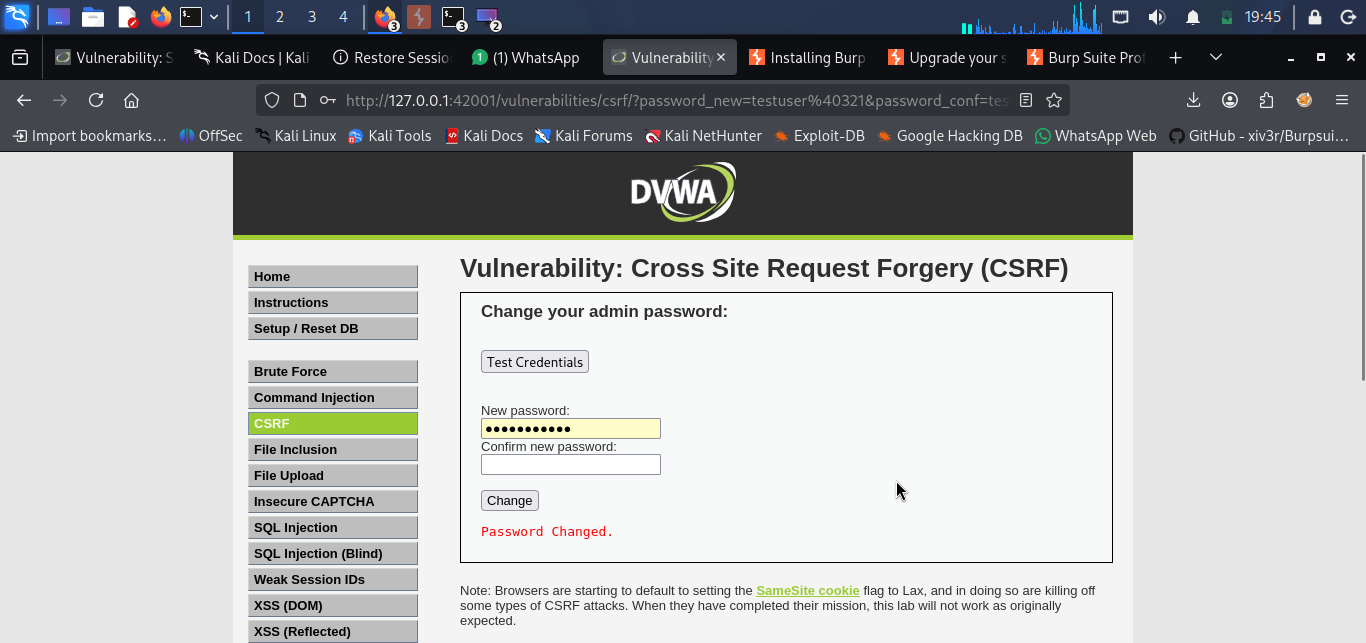 1 2 3 4 3 3 2 19:45
Vulnerability: S Kali Docs | Kali Restore Sessio 1 (1) WhatsApp Vulnerability Installing Burp Upgrade your s Burp Suite Prof
http://127.0.0.1:42001/vulnerabilities/csrf/?password_new=testuser%40321&password_conf=tes
Import bookmarks... OffSec Kali Linux Kali Tools Kali Docs Kali Forums Kali NetHunter Exploit-DB Google Hacking DB WhatsApp Web GitHub - xiv3r/Burpsui...
DVWA
Home
Instructions
Setup / Reset DB
Brute Force
Command Injection
CSRF
File Inclusion
File Upload
Insecure CAPTCHA
SQL Injection
SQL Injection (Blind)
Weak Session IDs
XSS (DOM)
XSS (Reflected)
Vulnerability: Cross Site Request Forgery (CSRF)
Change your admin password:
Test Credentials
New password:
●●●●●●●●●●●
Confirm new password:
Change
Password Changed.
Note: Browsers are starting to default to setting the SameSite cookie flag to Lax, and in doing so are killing off
some types of CSRF attacks. When they have completed their mission, this lab will not work as originally
expected.